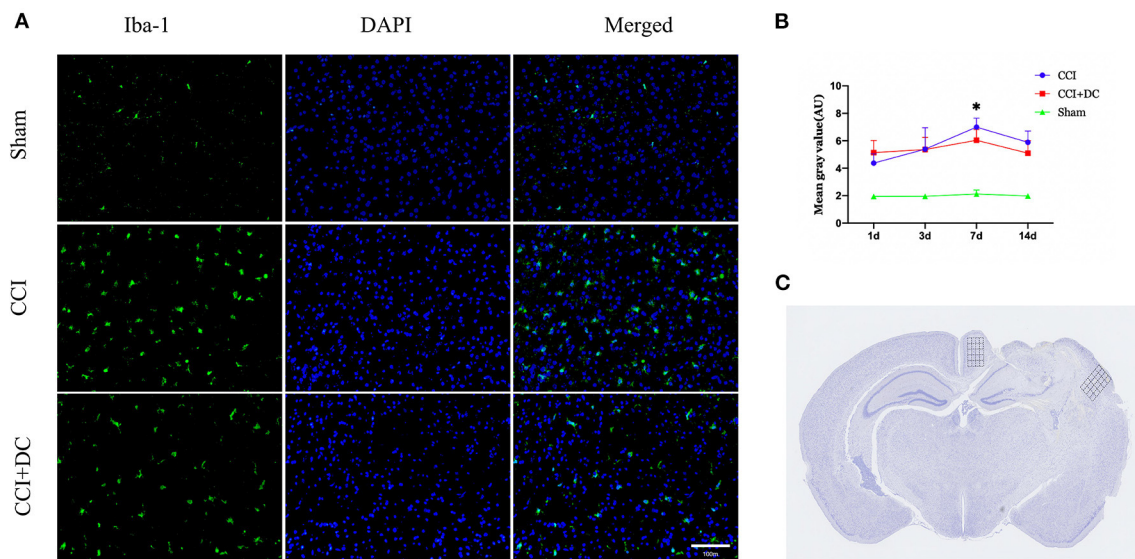 A
Iba-1 DAPI Merged
Sham
CCI
CCI+DC
100m
B
CCI
CCI+DC
Sham
*
Mean gray value(AU)
10
8
6
4
2
0
1d 3d 7d 14d
C